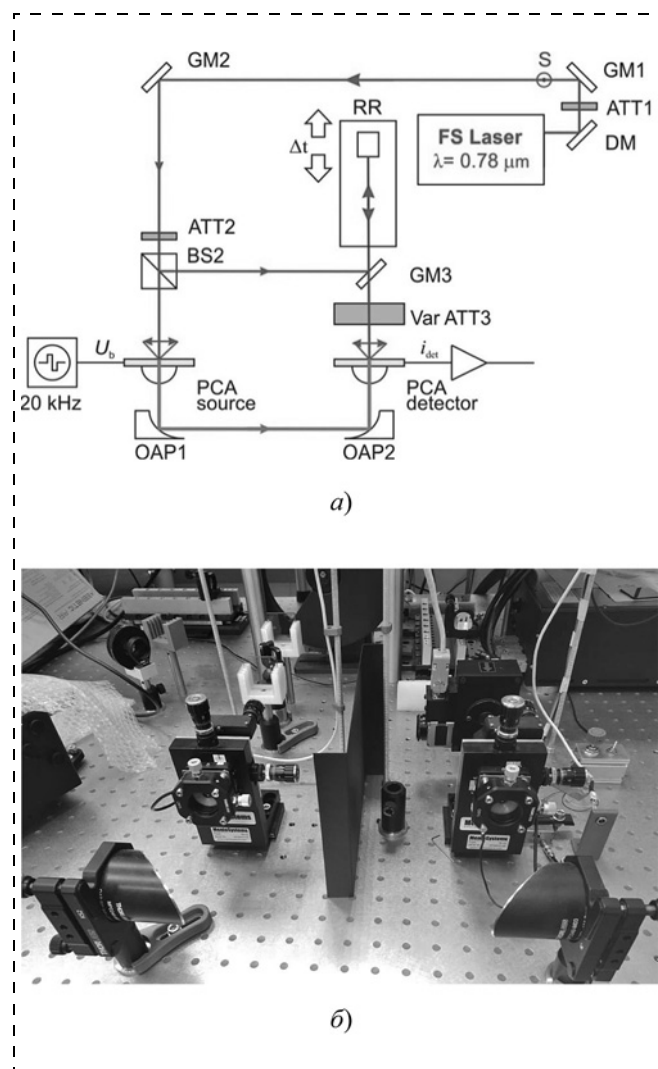 GM2
S
GM1
RR
ATT1
Δt
FS Laser
λ= 0.78 μm
DM
ATT2
BS2
GM3
Var ATT3
U_b
i_det
20 kHz
PCA
source
PCA
detector
OAP1
OAP2
а)
б)